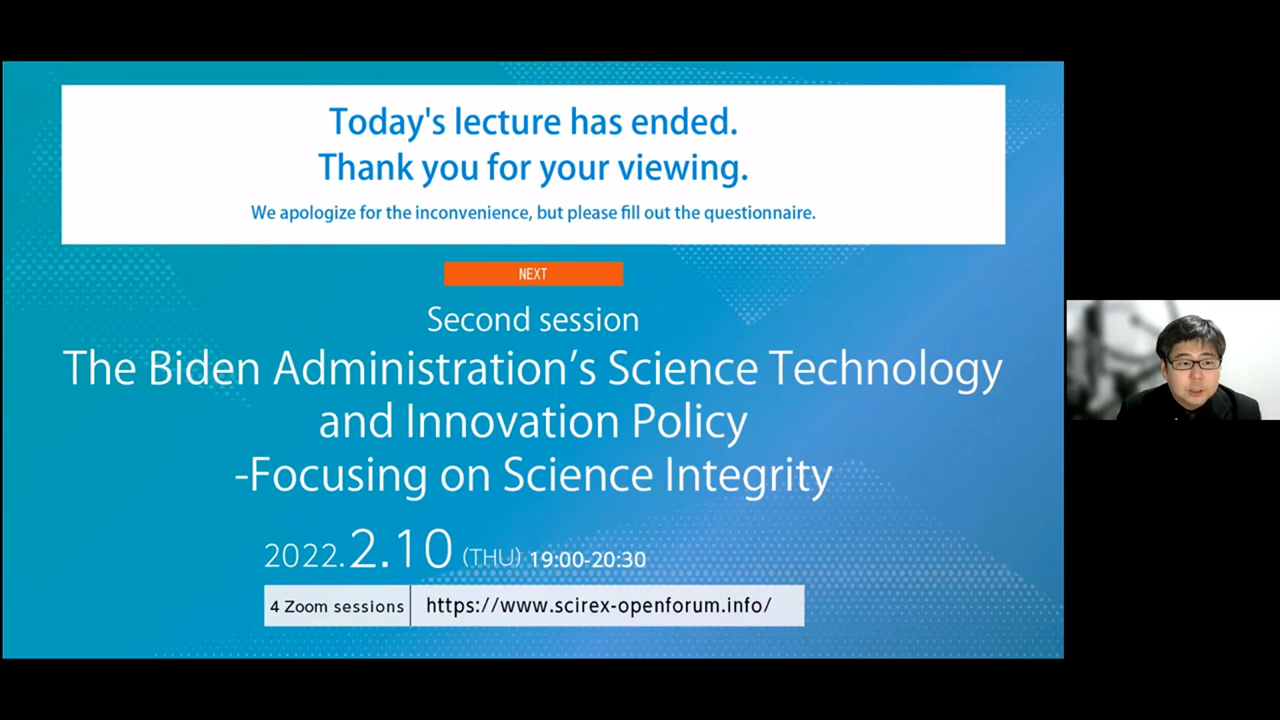 Today's lecture has ended.
Thank you for your viewing.
We apologize for the inconvenience, but please fill out the questionnaire.
NEXT
Second session
The Biden Administration’s Science Technology
and Innovation Policy
-Focusing on Science Integrity
2022.2.10 (THU) 19:00-20:30
4 Zoom sessions https://www.scirex-openforum.info/